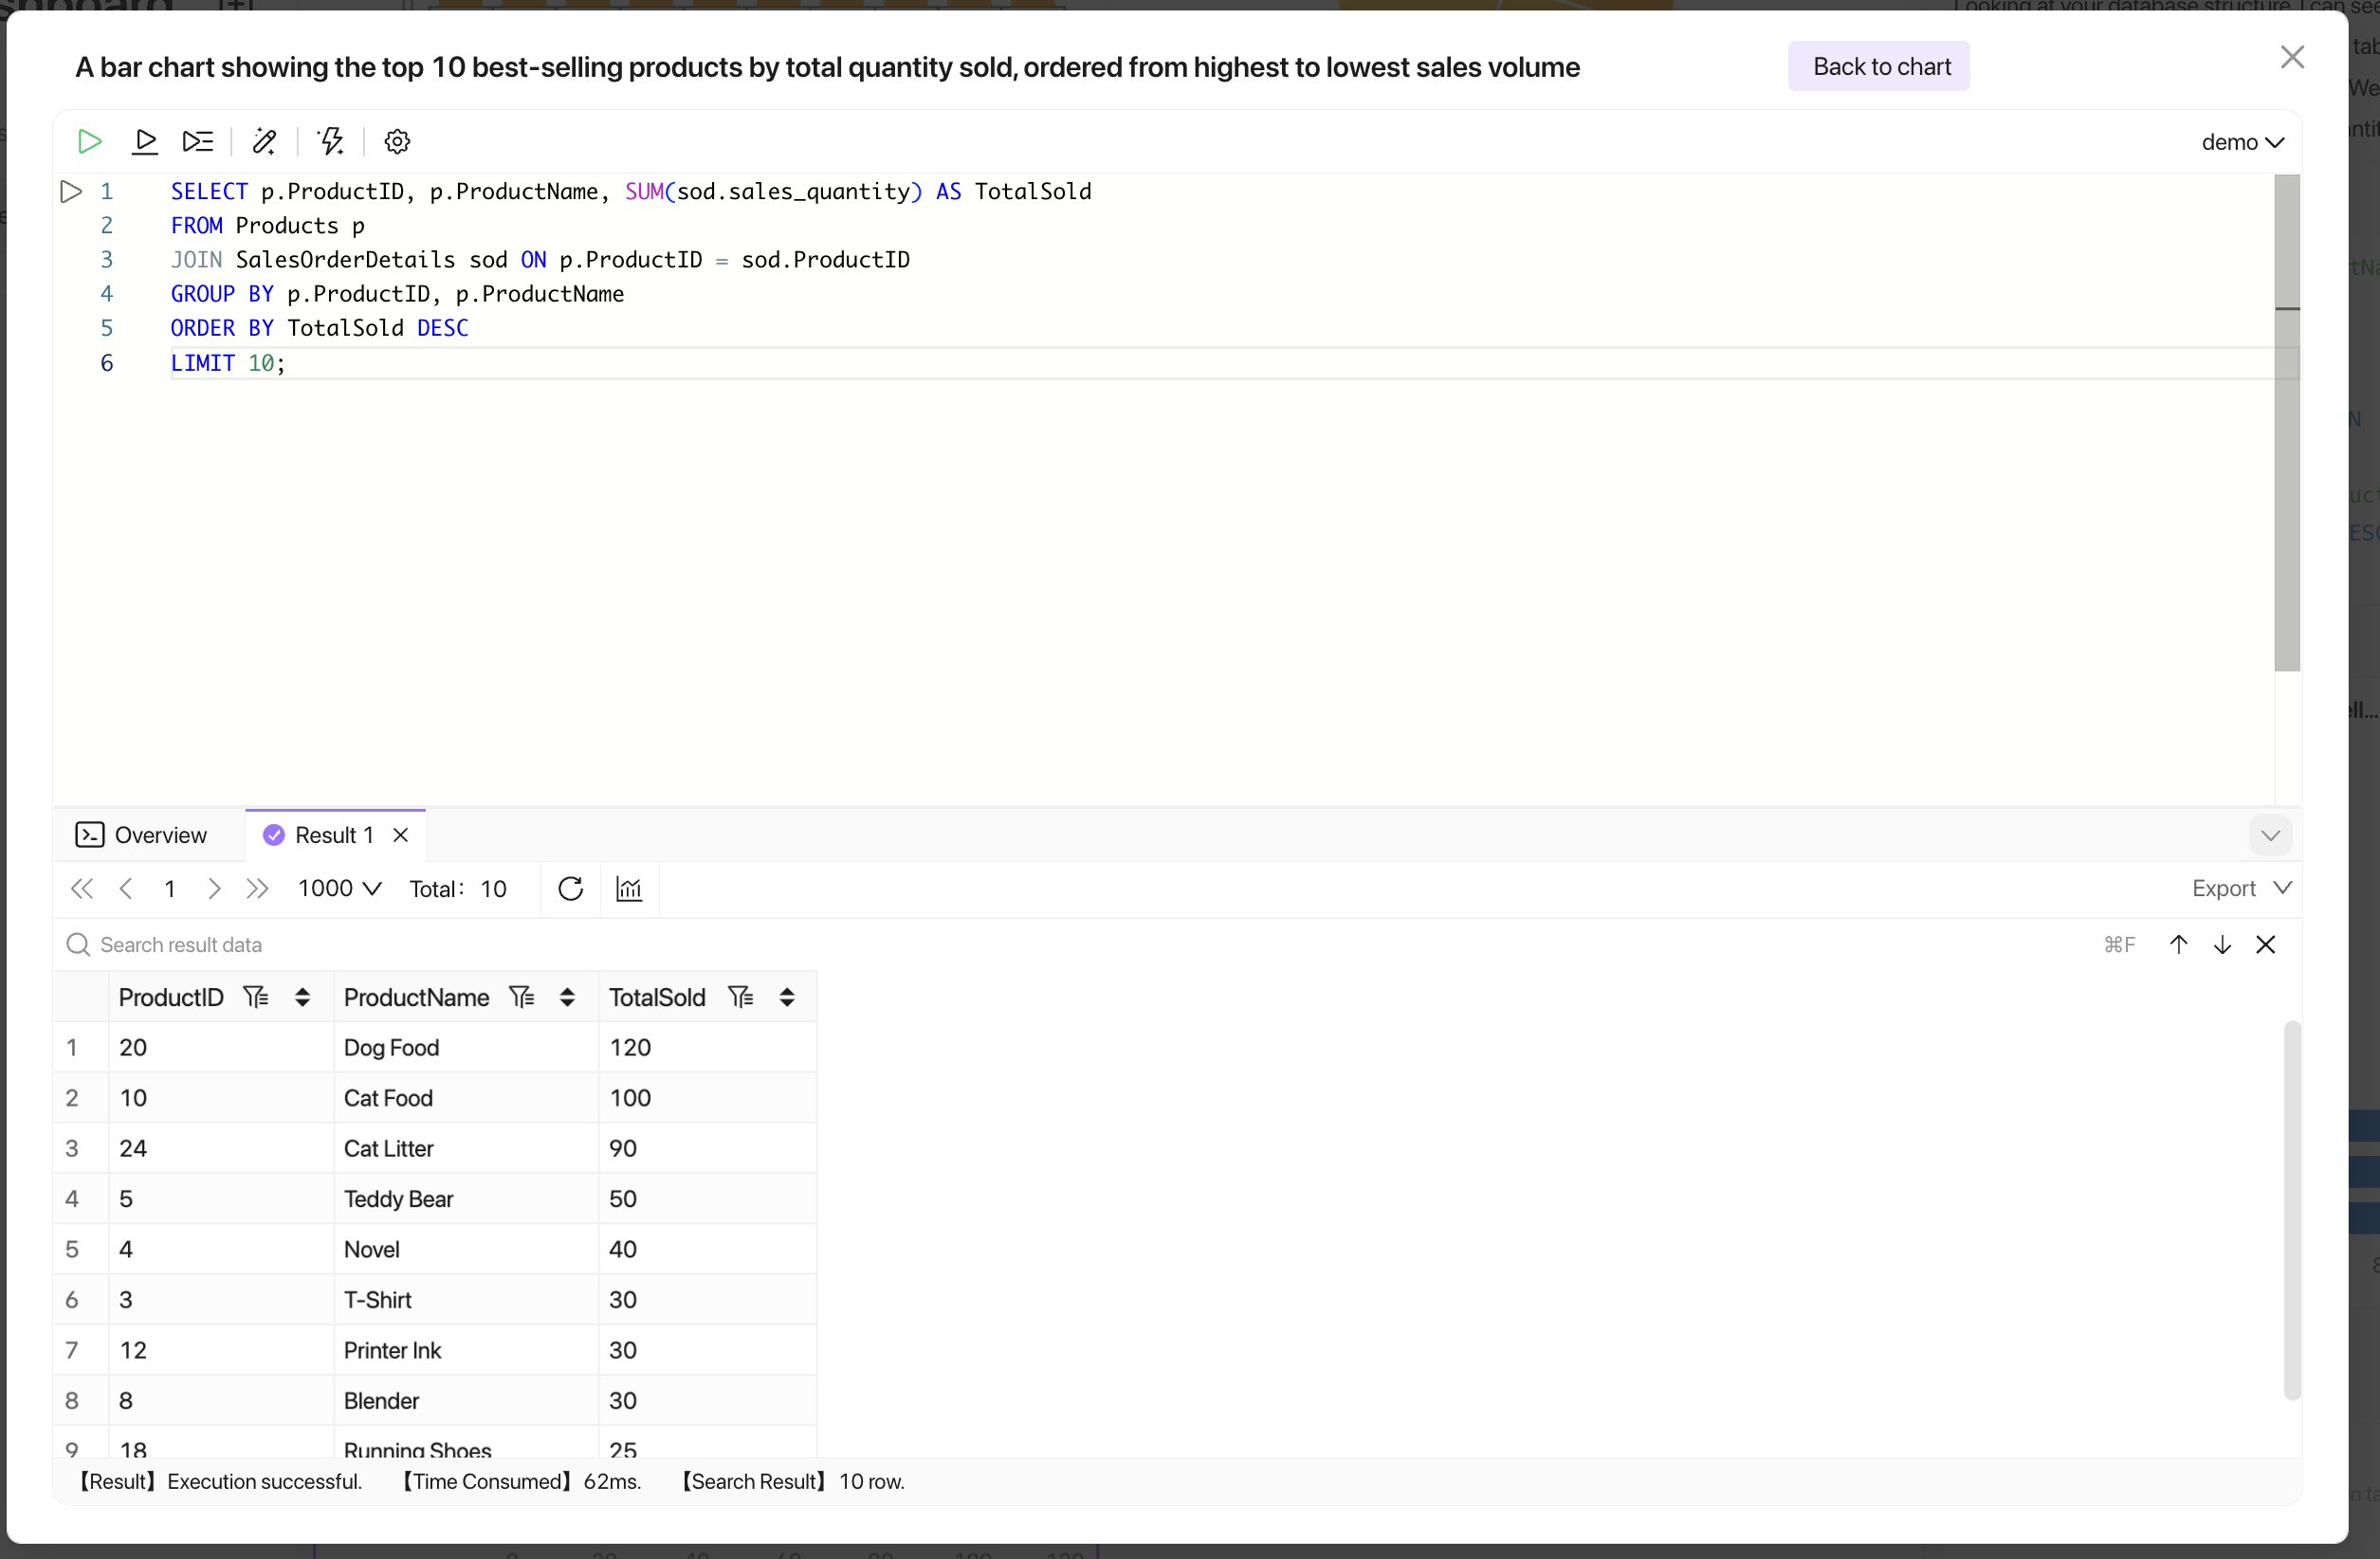 A bar chart showing the top 10 best-selling products by total quantity sold, ordered from highest to lowest sales volume
Back to chart
demo
1 SELECT p.ProductID, p.ProductName, SUM(sod.sales_quantity) AS TotalSold
2 FROM Products p
3 JOIN SalesOrderDetails sod ON p.ProductID = sod.ProductID
4 GROUP BY p.ProductID, p.ProductName
5 ORDER BY TotalSold DESC
6 LIMIT 10;
Overview Result 1
1 1000 Total: 10 Export
Search result data ⌘F
ProductID ProductName TotalSold
1 20 Dog Food 120
2 10 Cat Food 100
3 24 Cat Litter 90
4 5 Teddy Bear 50
5 4 Novel 40
6 3 T-Shirt 30
7 12 Printer Ink 30
8 8 Blender 30
9 18 Running Shoes 25
【Result】Execution successful. 【Time Consumed】62ms. 【Search Result】10 row.